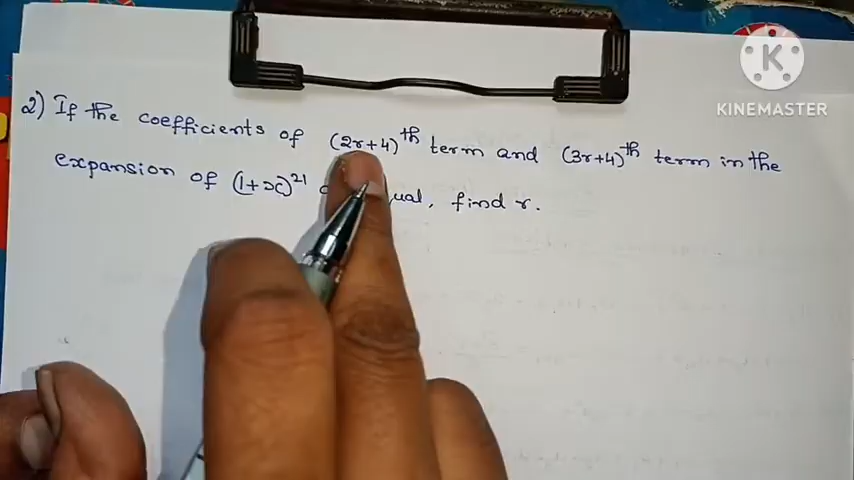 K
KINEMASTER
2) If the coefficients of (2r+4)th term and (3r+4)th term in the
expansion of (1+x)²¹ qual, find r.